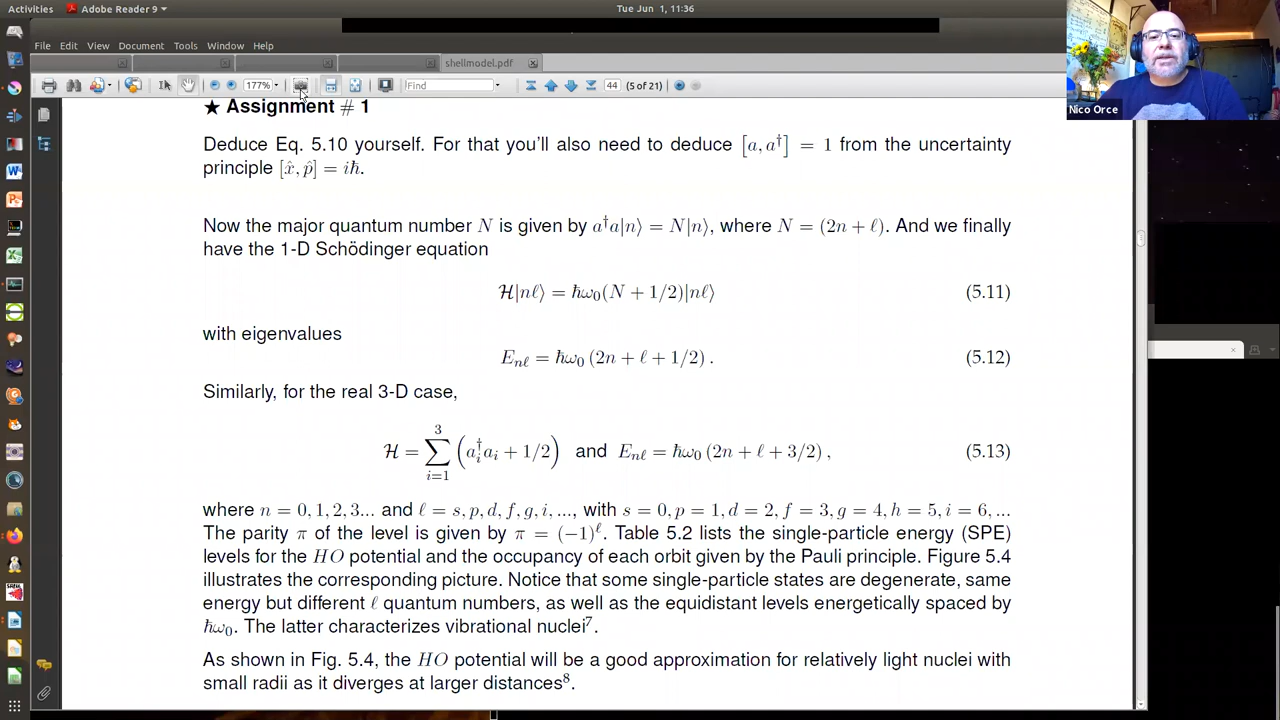 Activities Adobe Reader 9 Tue Jun 1, 11:36
File Edit View Document Tools Window Help
shellmodel.pdf
177% Find 44 (5 of 21)
Nico Orce
★ Assignment # 1
Deduce Eq. 5.10 yourself. For that you'll also need to deduce [a, a†] = 1 from the uncertainty
principle [x̂, p̂] = iħ.
Now the major quantum number N is given by a†a|n⟩ = N|n⟩, where N = (2n + ℓ). And we finally
have the 1-D Schödinger equation
ℋ|nℓ⟩ = ħω₀(N + 1/2)|nℓ⟩ (5.11)
with eigenvalues
Eₙℓ = ħω₀ (2n + ℓ + 1/2) . (5.12)
Similarly, for the real 3-D case,
ℋ = ∑³ᵢ₌₁ (aᵢ†aᵢ + 1/2) and Eₙℓ = ħω₀ (2n + ℓ + 3/2) , (5.13)
where n = 0, 1, 2, 3... and ℓ = s, p, d, f, g, i, ..., with s = 0, p = 1, d = 2, f = 3, g = 4, h = 5, i = 6, ...
The parity π of the level is given by π = (−1)ℓ. Table 5.2 lists the single-particle energy (SPE)
levels for the HO potential and the occupancy of each orbit given by the Pauli principle. Figure 5.4
illustrates the corresponding picture. Notice that some single-particle states are degenerate, same
energy but different ℓ quantum numbers, as well as the equidistant levels energetically spaced by
ħω₀. The latter characterizes vibrational nuclei⁷.
As shown in Fig. 5.4, the HO potential will be a good approximation for relatively light nuclei with
small radii as it diverges at larger distances⁸.